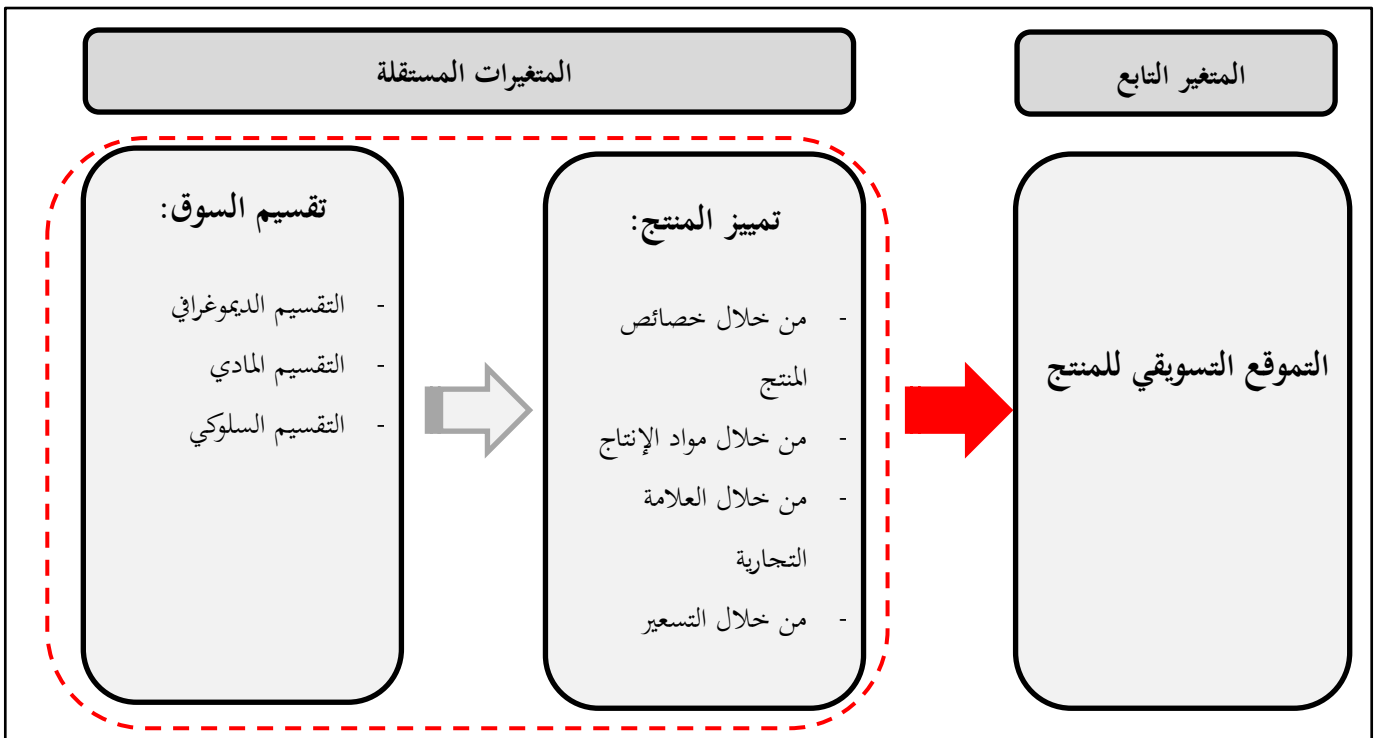 المتغيرات المستقلة
المتغير التابع
تقسيم السوق:
- التقسيم الديموغرافي
- التقسيم المادي
- التقسيم السلوكي
تمييز المنتج:
- من خلال خصائص
المنتج
- من خلال مواد الإنتاج
- من خلال العلامة
التجارية
- من خلال التسعير
التموقع التسويقي للمنتج